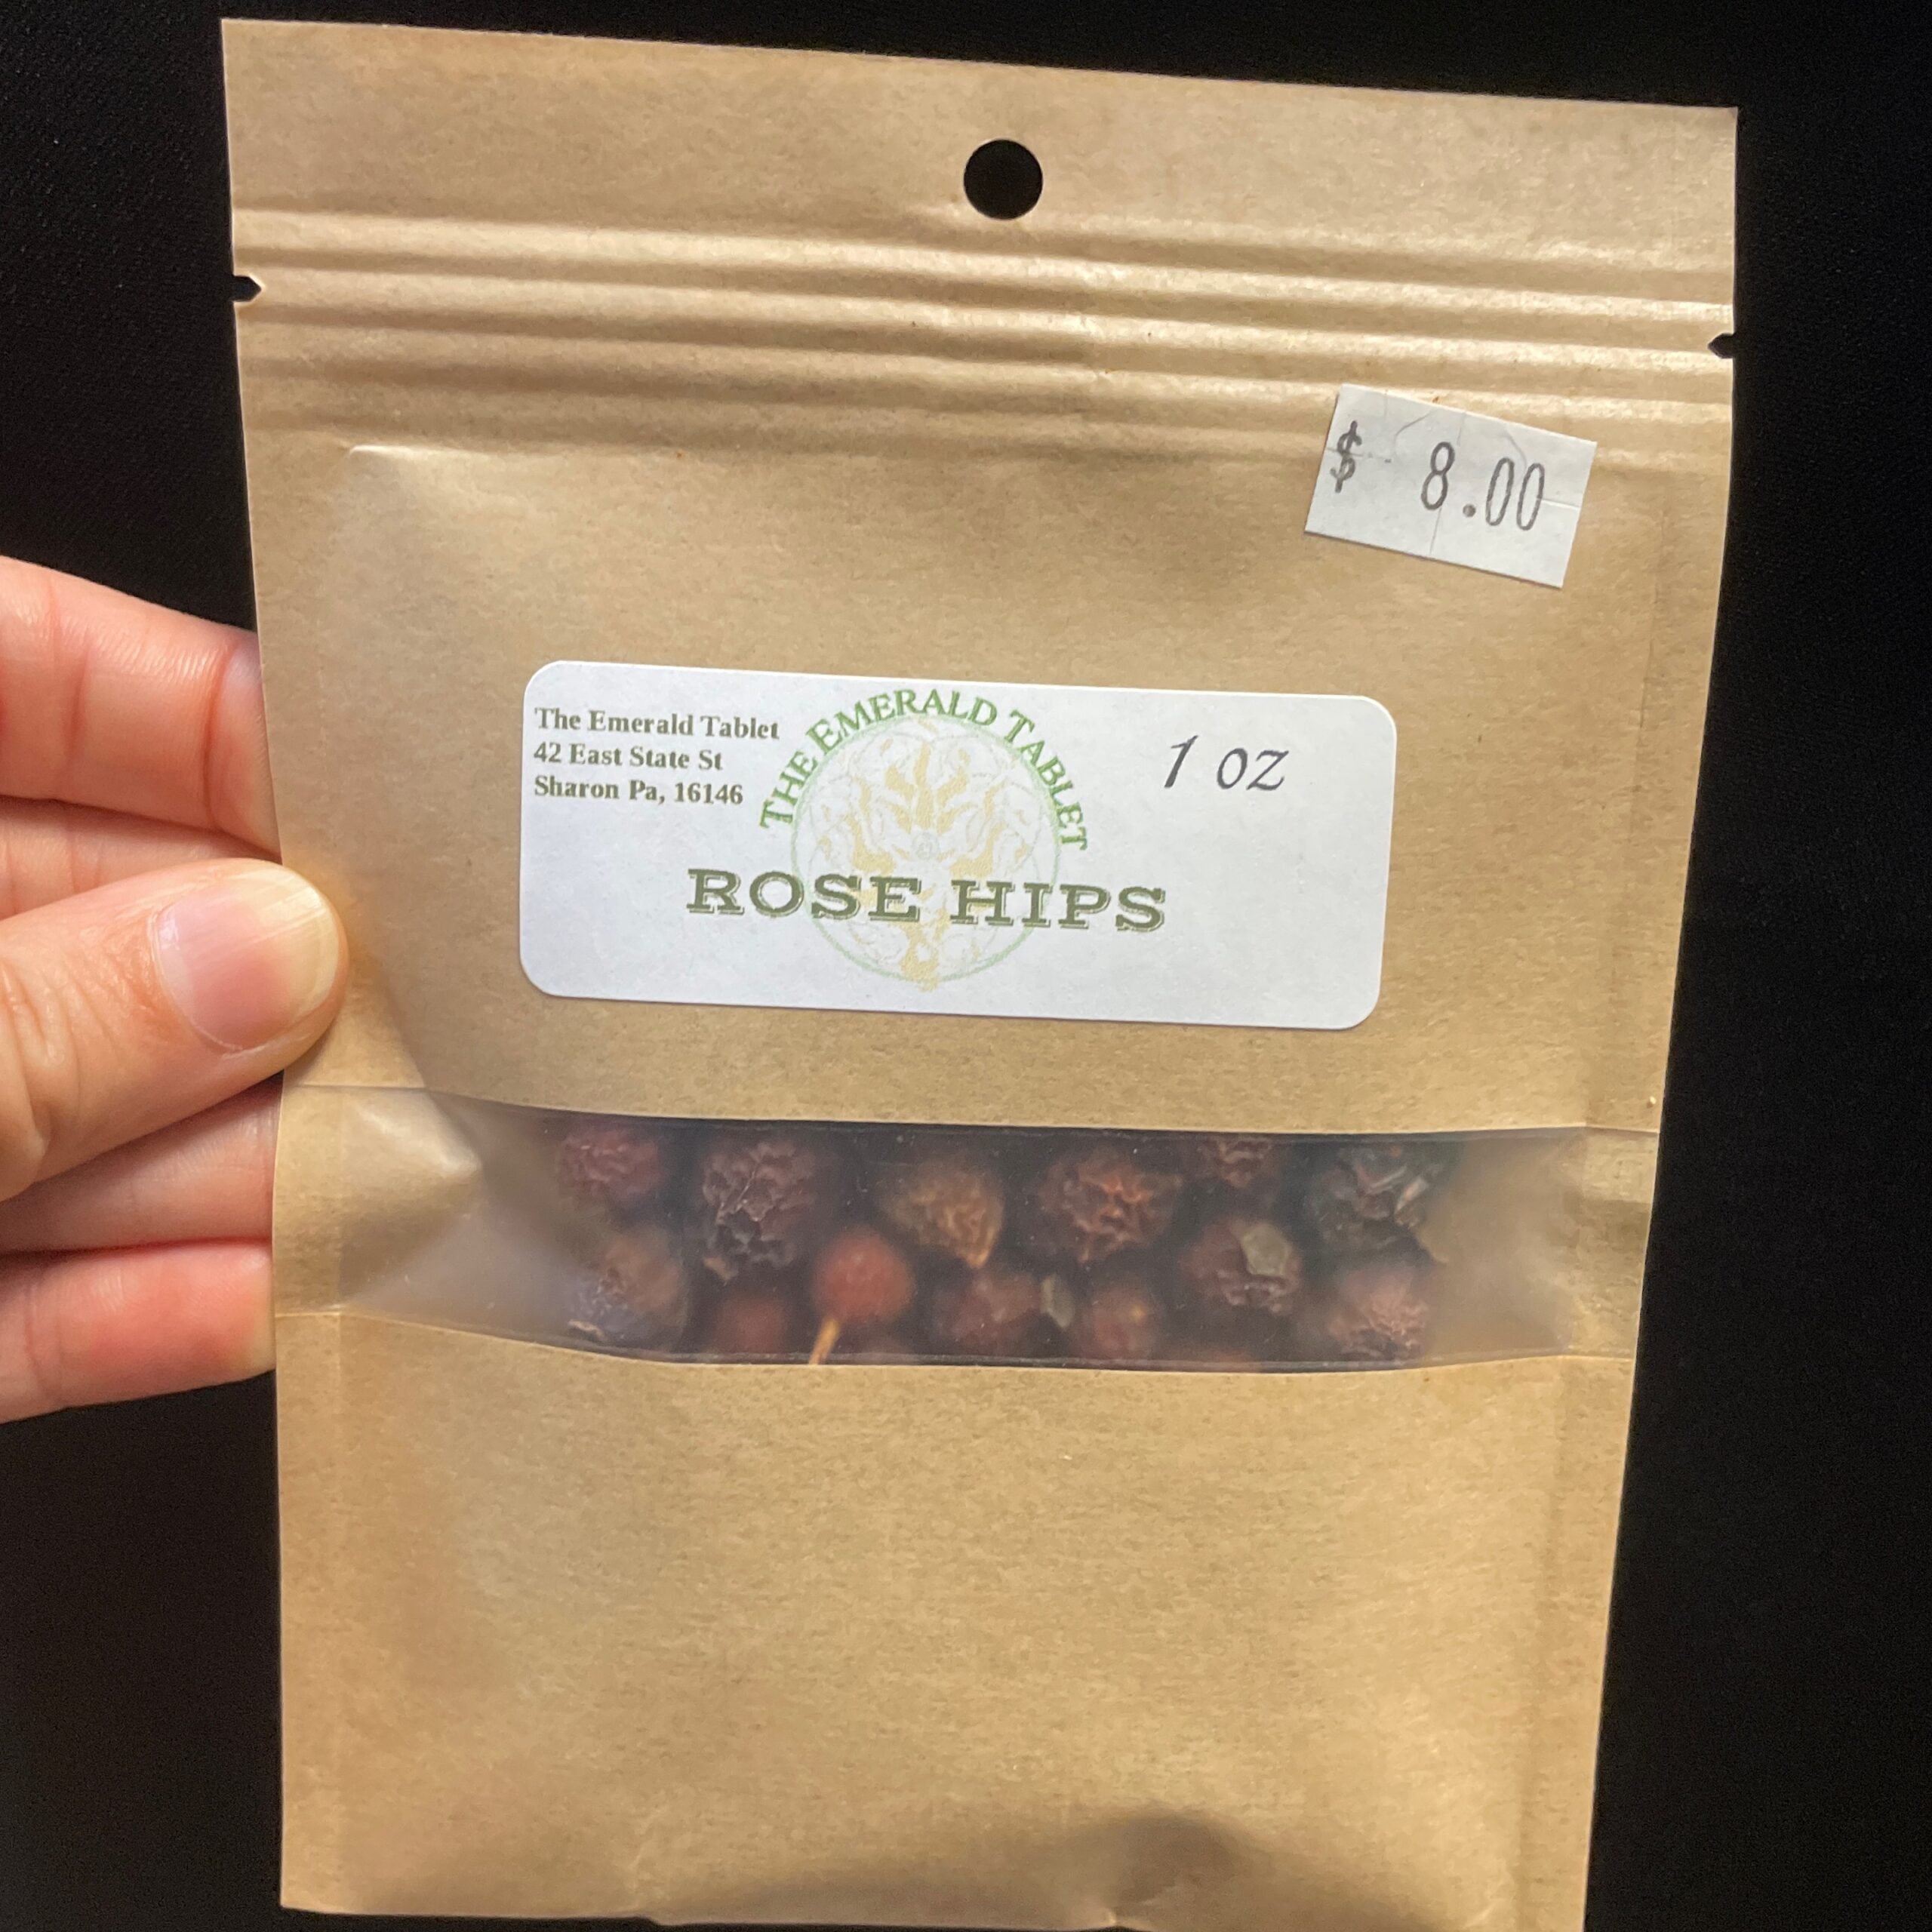 $ 8.00
The Emerald Tablet
42 East State St
Sharon Pa, 16146
THE EMERALD TABLET
1 oz
ROSE HIPS